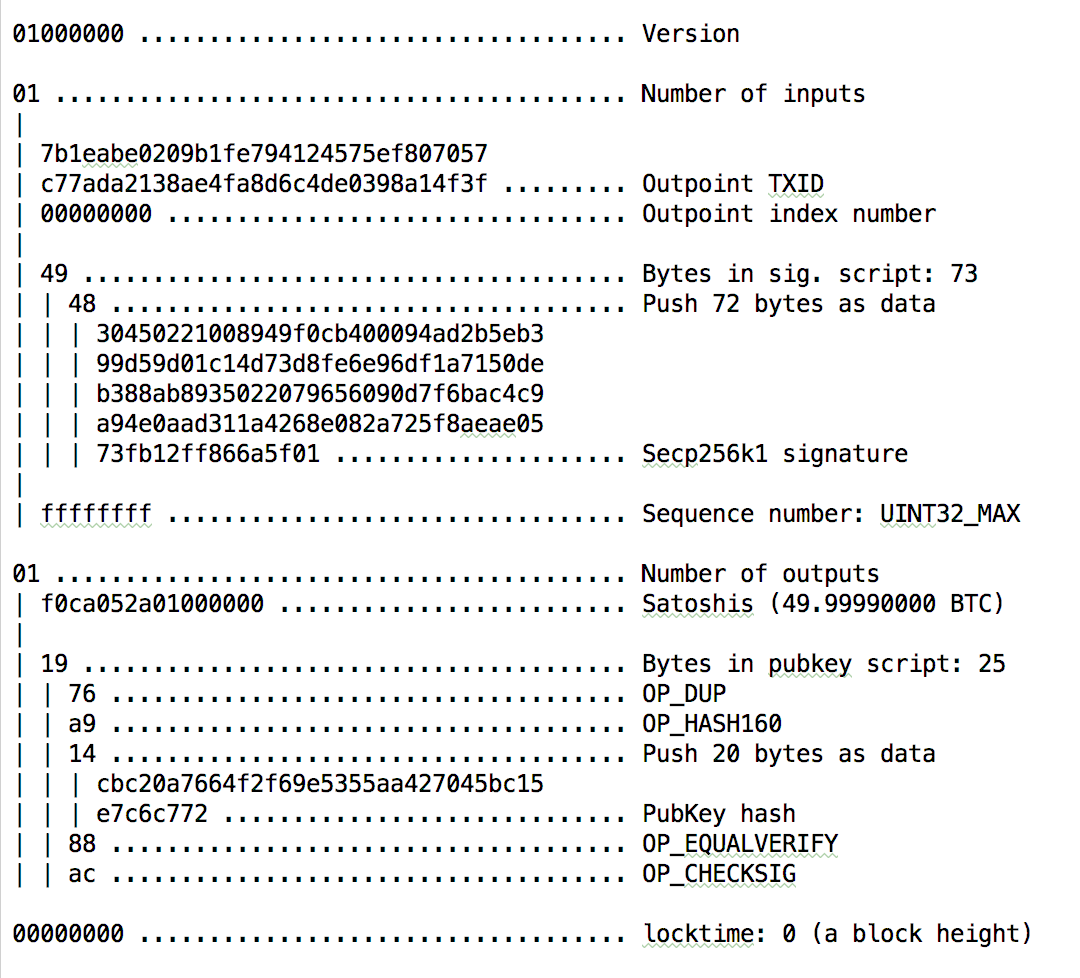 01000000 ................................... Version
01 ......................................... Number of inputs
|
| 7b1eabe0209b1fe794124575ef807057
| c77ada2138ae4fa8d6c4de0398a14f3f ......... Outpoint TXID
| 00000000 ................................. Outpoint index number
|
| 49 ....................................... Bytes in sig. script: 73
| | 48 ..................................... Push 72 bytes as data
| | | 30450221008949f0cb400094ad2b5eb3
| | | 99d59d01c14d73d8fe6e96df1a7150de
| | | b388ab8935022079656090d7f6bac4c9
| | | a94e0aad311a4268e082a725f8aeae05
| | | 73fb12ff866a5f01 ..................... Secp256k1 signature
|
| ffffffff ................................. Sequence number: UINT32_MAX
01 ......................................... Number of outputs
| f0ca052a01000000 ......................... Satoshis (49.99990000 BTC)
|
| 19 ....................................... Bytes in pubkey script: 25
| | 76 ..................................... OP_DUP
| | a9 ..................................... OP_HASH160
| | 14 ..................................... Push 20 bytes as data
| | | cbc20a7664f2f69e5355aa427045bc15
| | | e7c6c772 ............................. PubKey hash
| | 88 ..................................... OP_EQUALVERIFY
| | ac ..................................... OP_CHECKSIG
00000000 ................................... locktime: 0 (a block height)